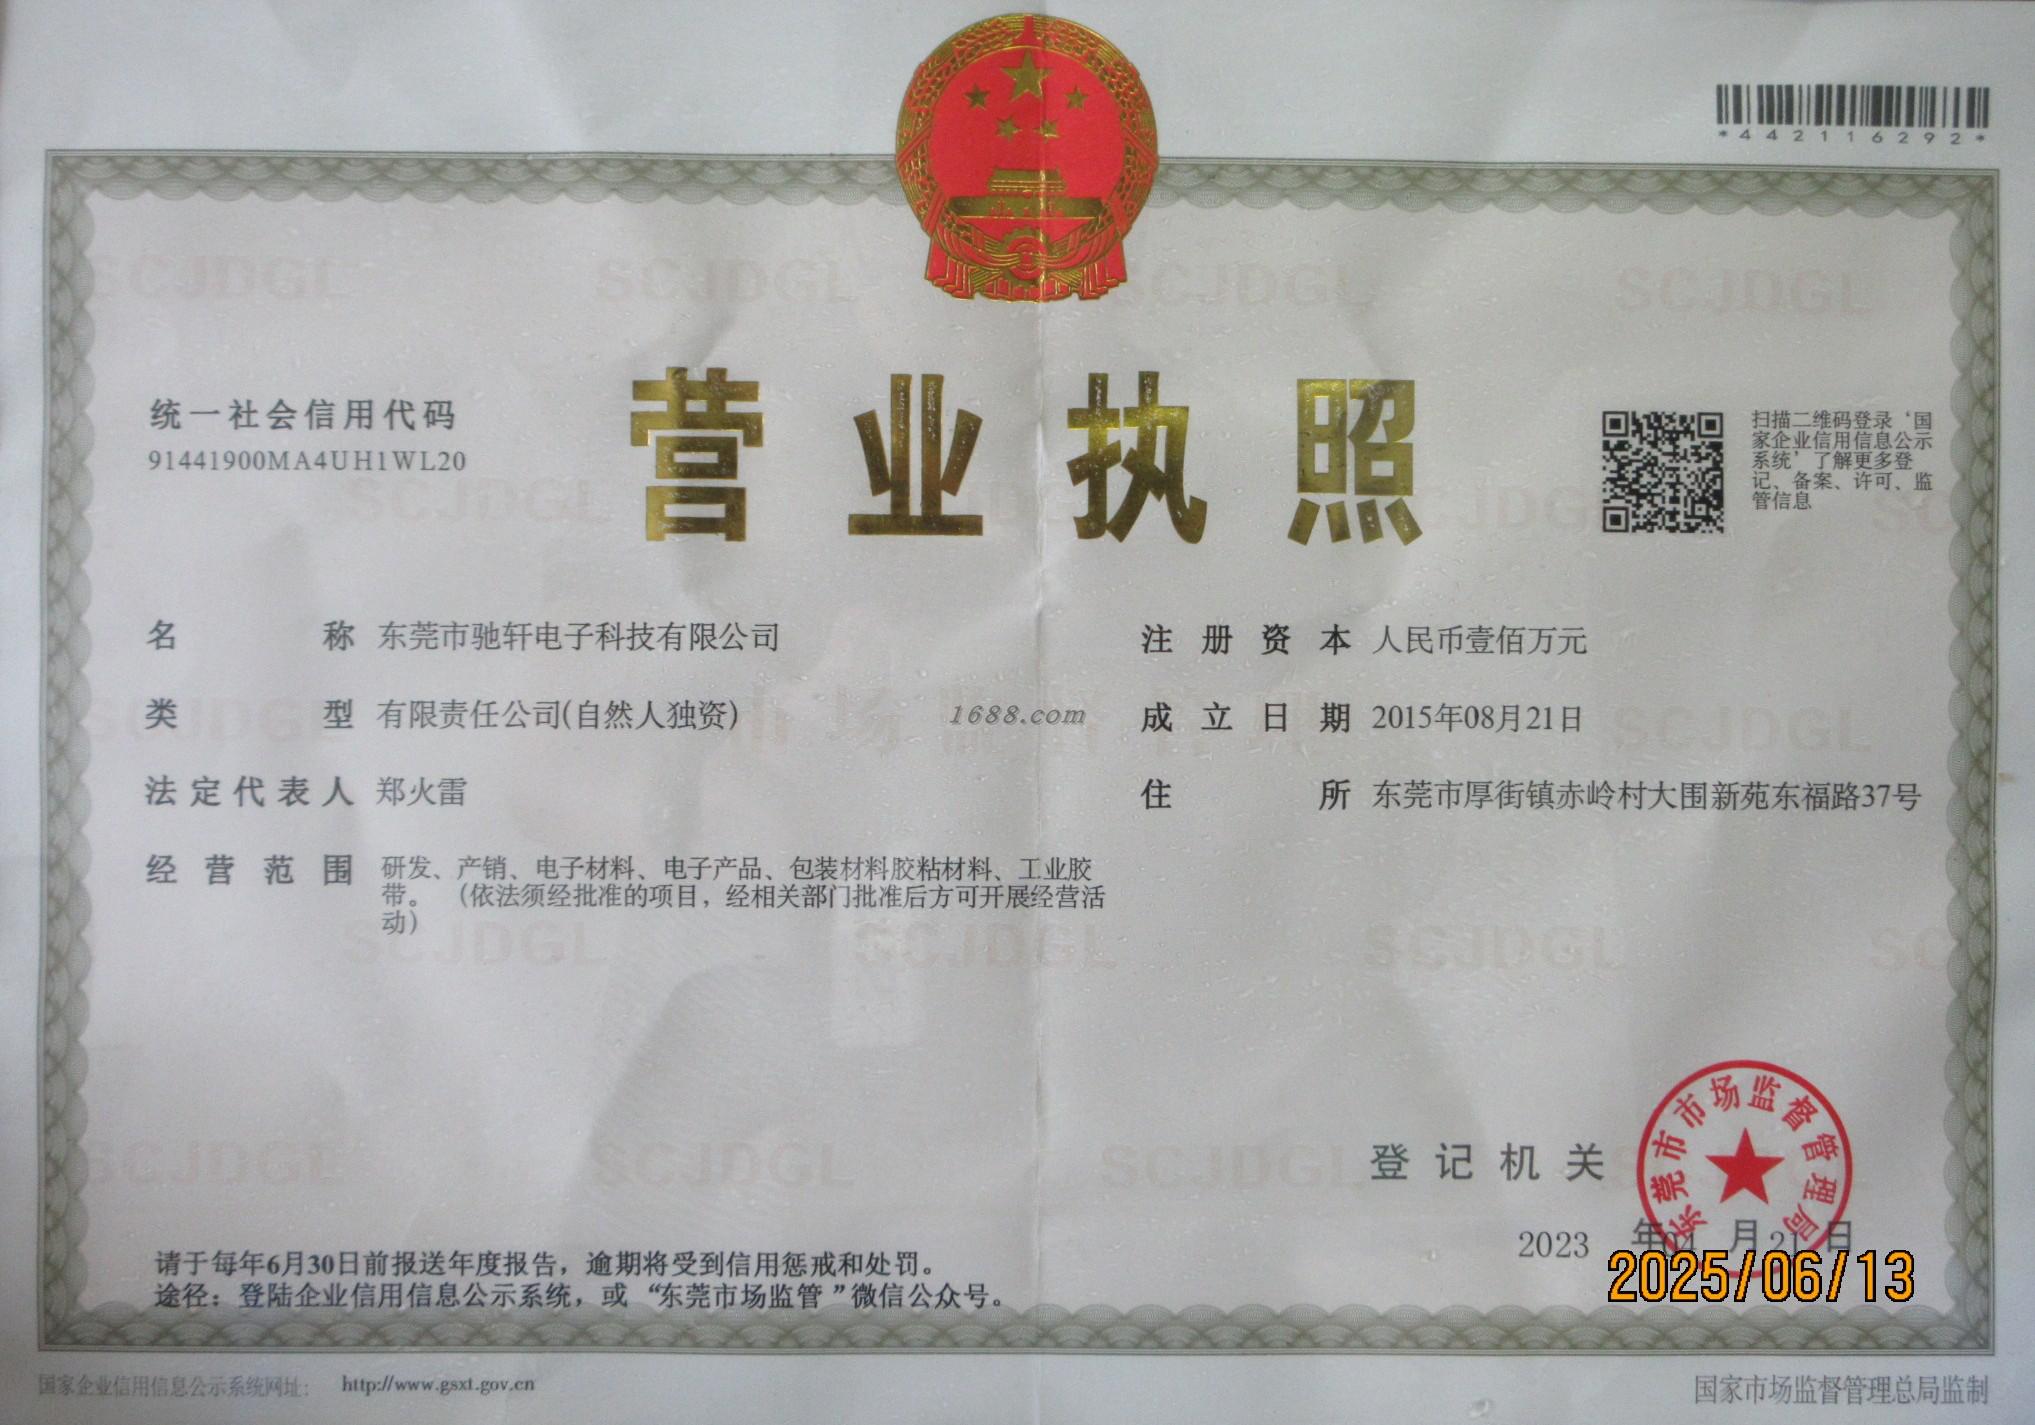 *442116292*
统一社会信用代码
91441900MA4UH1WL20
营业执照
扫描二维码登录‘国
家企业信用信息公示
系统’了解更多登
记、备案、许可、监
管信息
名称 东莞市驰轩电子科技有限公司
类型 有限责任公司(自然人独资)
法定代表人 郑火雷
经营范围 研发、产销、电子材料、电子产品、包装材料胶粘材料、工业胶
带。（依法须经批准的项目，经相关部门批准后方可开展经营活
动）
注册资本 人民币壹佰万元
成立日期 2015年08月21日
住所 东莞市厚街镇赤岭村大围新苑东福路37号
1688.com
SCJDGL
登记机关
东莞市市场监督管理局
2023年04月21日
2025/06/13
请于每年6月30日前报送年度报告，逾期将受到信用惩戒和处罚。
途径：登陆企业信用信息公示系统，或“东莞市场监管”微信公众号。
国家企业信用信息公示系统网址： http://www.gsxt.gov.cn
国家市场监督管理总局监制